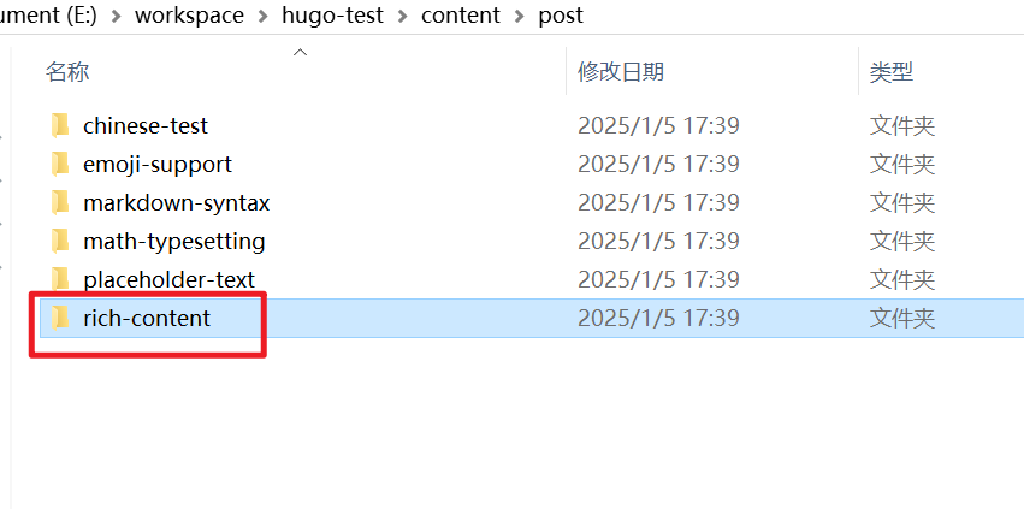 ument (E:) > workspace > hugo-test > content > post
名称 修改日期 类型
chinese-test 2025/1/5 17:39 文件夹
emoji-support 2025/1/5 17:39 文件夹
markdown-syntax 2025/1/5 17:39 文件夹
math-typesetting 2025/1/5 17:39 文件夹
placeholder-text 2025/1/5 17:39 文件夹
rich-content 2025/1/5 17:39 文件夹